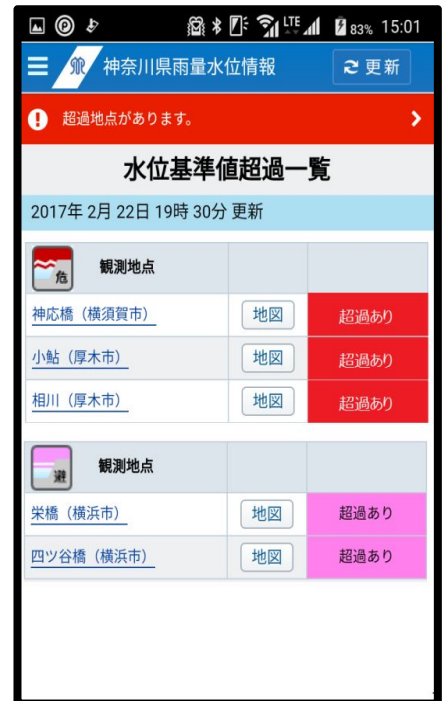 LTE 83% 15:01
神奈川県雨量水位情報 更新
超過地点があります。
水位基準値超過一覧
2017年 2月 22日 19時 30分 更新
危 観測地点
神応橋（横須賀市） 地図 超過あり
小鮎（厚木市） 地図 超過あり
相川（厚木市） 地図 超過あり
避 観測地点
栄橋（横浜市） 地図 超過あり
四ツ谷橋（横浜市） 地図 超過あり